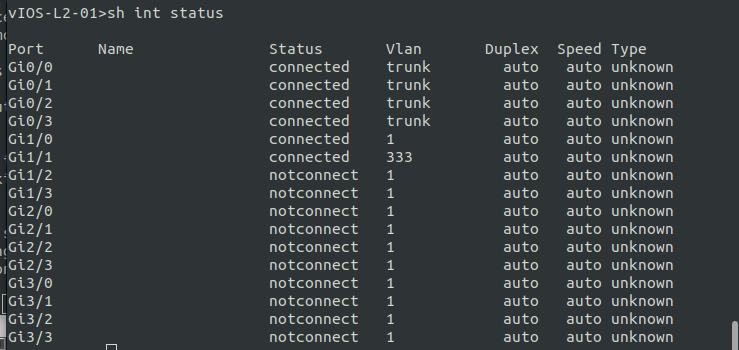 vIOS-L2-01>sh int status
Port Name Status Vlan Duplex Speed Type
Gi0/0 connected trunk auto auto unknown
Gi0/1 connected trunk auto auto unknown
Gi0/2 connected trunk auto auto unknown
Gi0/3 connected trunk auto auto unknown
Gi1/0 connected 1 auto auto unknown
Gi1/1 connected 333 auto auto unknown
Gi1/2 notconnect 1 auto auto unknown
Gi1/3 notconnect 1 auto auto unknown
Gi2/0 notconnect 1 auto auto unknown
Gi2/1 notconnect 1 auto auto unknown
Gi2/2 notconnect 1 auto auto unknown
Gi2/3 notconnect 1 auto auto unknown
Gi3/0 notconnect 1 auto auto unknown
Gi3/1 notconnect 1 auto auto unknown
Gi3/2 notconnect 1 auto auto unknown
Gi3/3 notconnect 1 auto auto unknown